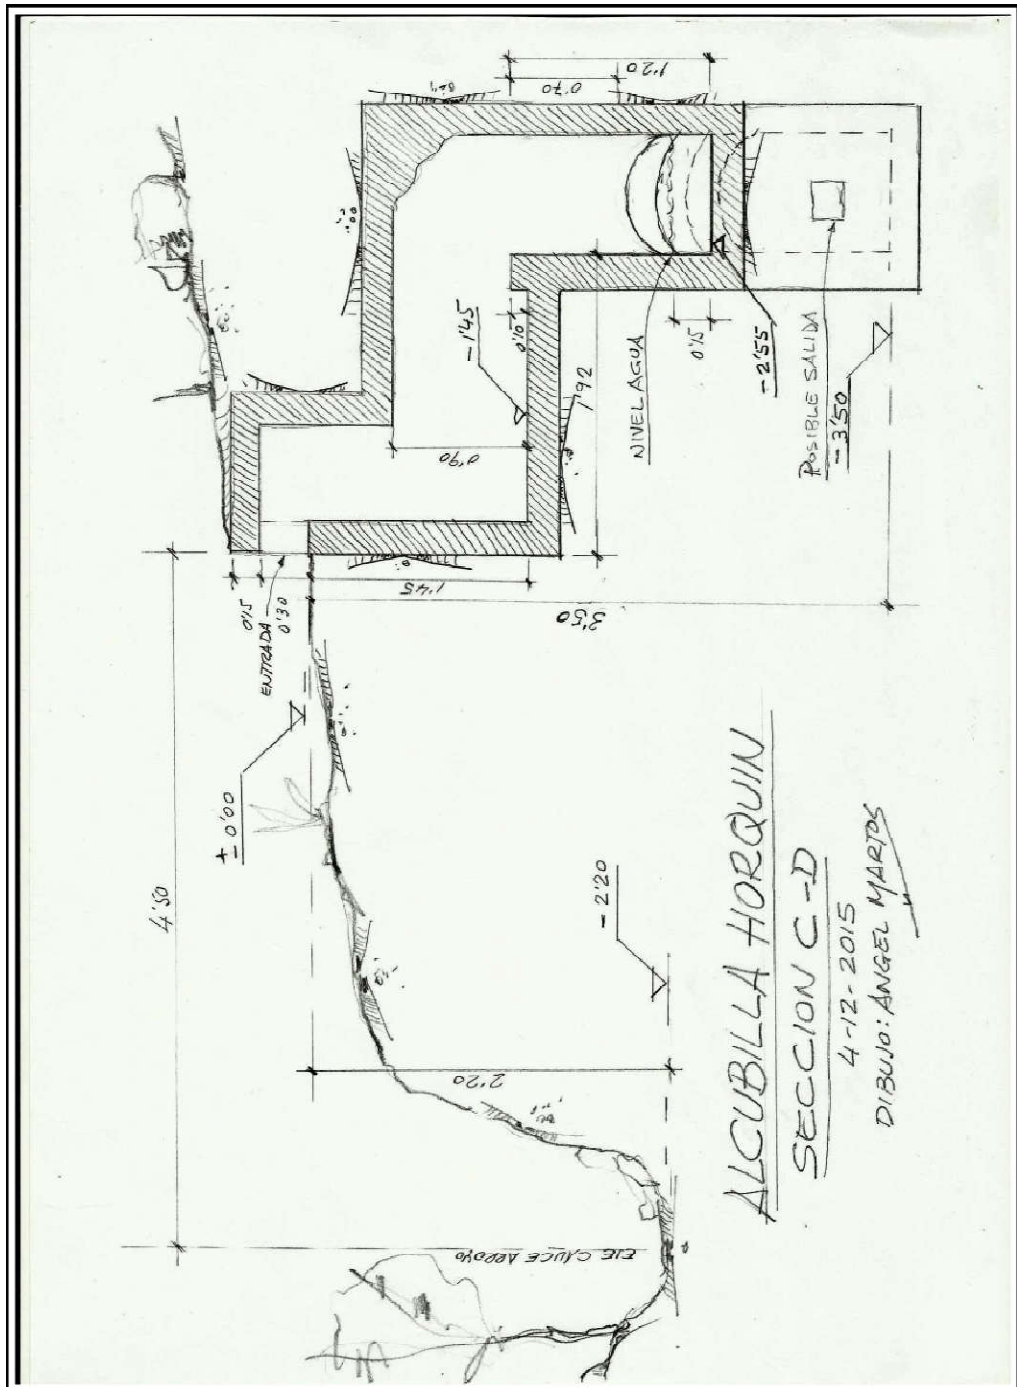 1'20
0'70
-1'45
0'10
0'90
'92
NIVEL AGUA
0'15
-2'55
POSIBLE SALIDA
-3'50
0'15
ENTRADA
0'30
1'45
3'50
± 0'00
4'50
-2'20
2'20
EJE CAUCE ARROYO
ALCUBILLA HORQUIN
SECCION C-D
4-12-2015
DIBUJO: ANGEL MARTOS